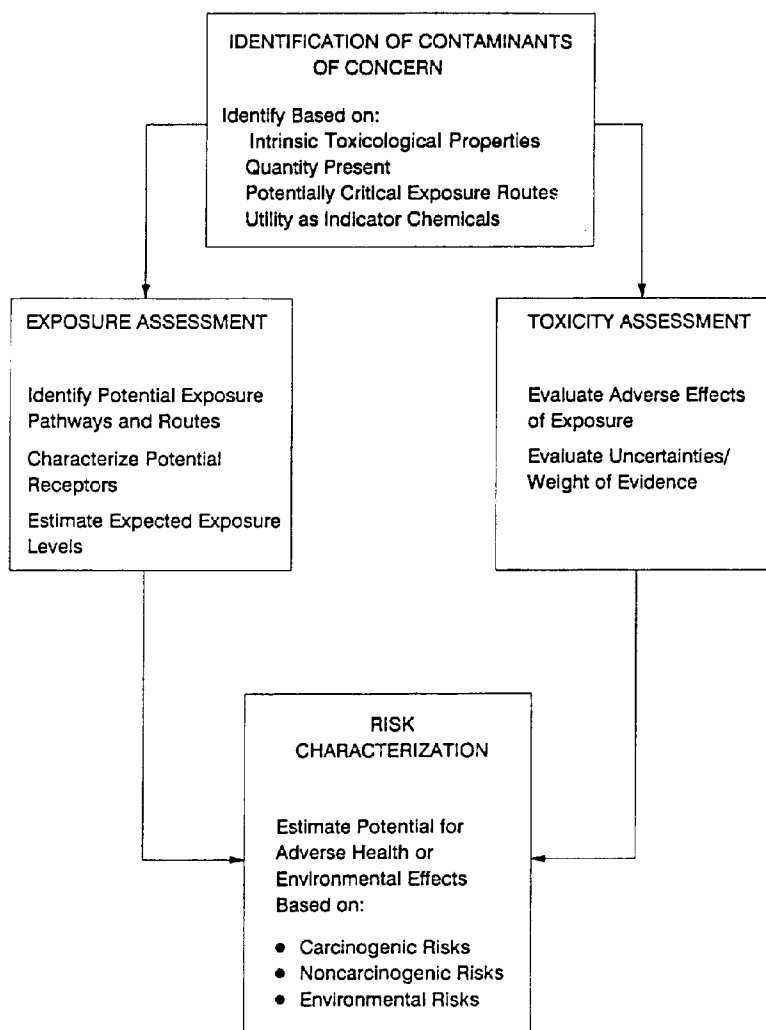 IDENTIFICATION OF CONTAMINANTS
OF CONCERN
Identify Based on:
Intrinsic Toxicological Properties
Quantity Present
Potentially Critical Exposure Routes
Utility as Indicator Chemicals
EXPOSURE ASSESSMENT
Identify Potential Exposure
Pathways and Routes
Characterize Potential
Receptors
Estimate Expected Exposure
Levels
TOXICITY ASSESSMENT
Evaluate Adverse Effects
of Exposure
Evaluate Uncertainties/
Weight of Evidence
RISK
CHARACTERIZATION
Estimate Potential for
Adverse Health or
Environmental Effects
Based on:
● Carcinogenic Risks
● Noncarcinogenic Risks
● Environmental Risks